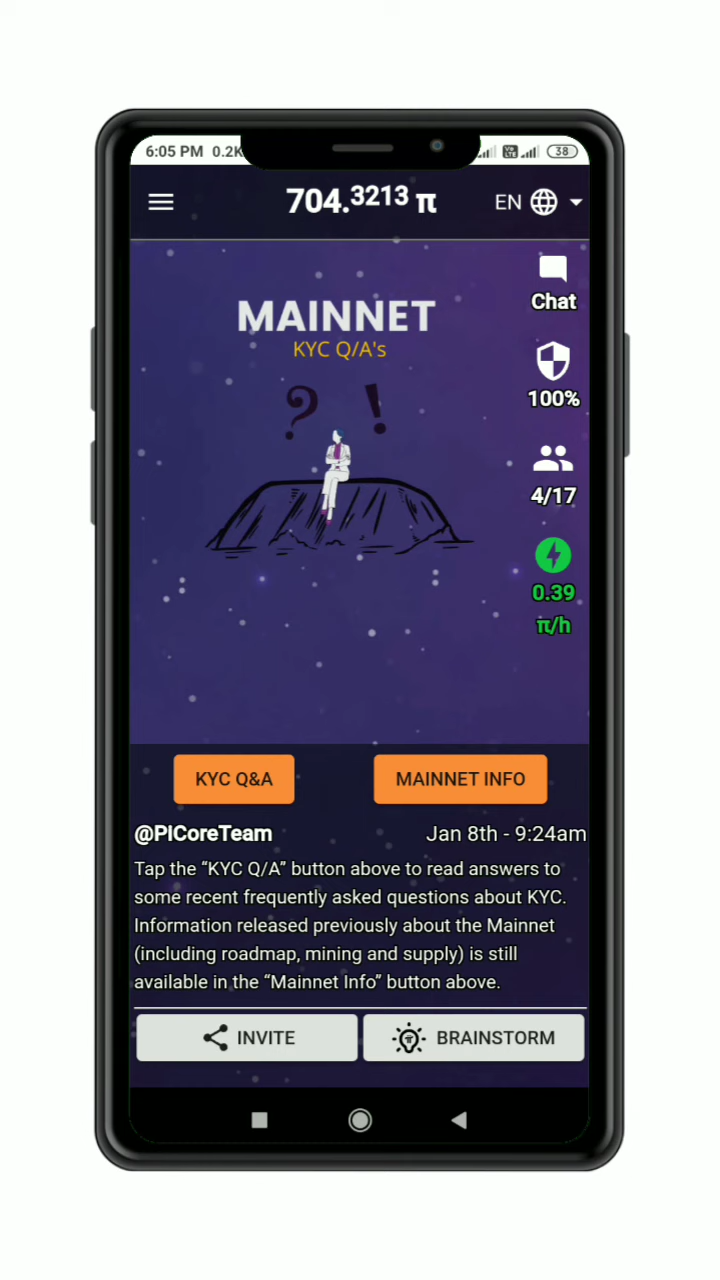 6:05 PM 0.2K
Vo LTE 38
704.3213 π
EN
Chat
MAINNET
KYC Q/A's
? !
100%
4/17
0.39
π/h
KYC Q&A
MAINNET INFO
@PiCoreTeam
Jan 8th - 9:24am
Tap the “KYC Q/A” button above to read answers to
some recent frequently asked questions about KYC.
Information released previously about the Mainnet
(including roadmap, mining and supply) is still
available in the “Mainnet Info” button above.
INVITE
BRAINSTORM